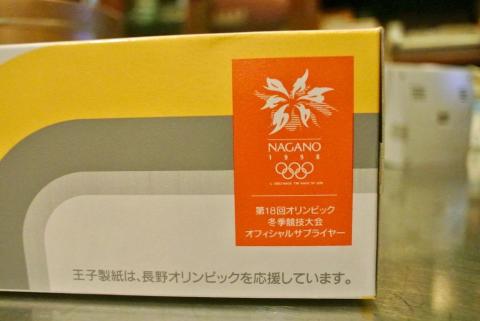 NAGANO
1998
第18回オリンピック
冬季競技大会
オフィシャルサプライヤー
王子製紙は、長野オリンピックを応援しています。